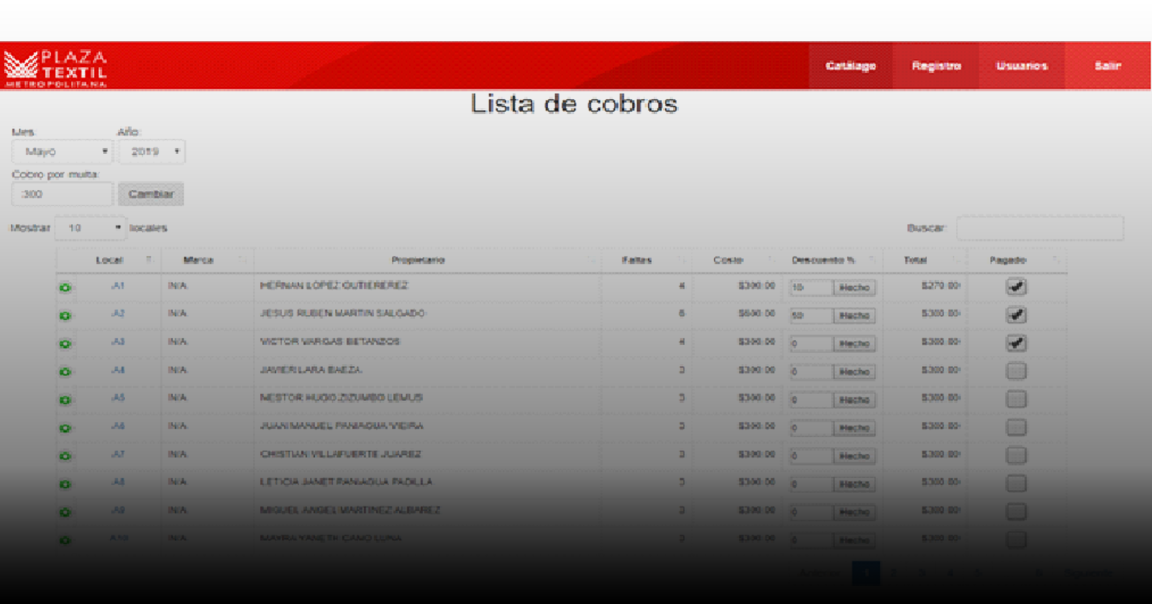 PLAZA
TEXTIL
METROPOLITANA
Catálago Registro Usuarios Salir
Lista de cobros
Mes: Año:
Mayo 2019
Cobro por multa:
300 Cambiar
Mostrar 10 locales Buscar:
Local Marca Propietario Faltas Costo Descuento % Total Pagado
A1 N/A HERNAN LOPEZ GUTIEREREZ 4 $300.00 10 Hecho $270.00
A2 N/A JESUS RUBEN MARTIN SALGADO 6 $600.00 50 Hecho $300.00
A3 N/A VICTOR VARGAS BETANZOS 4 $300.00 0 Hecho $300.00
A4 N/A JAVIER LARA BAEZA 3 $300.00 0 Hecho $300.00
A5 N/A NESTOR HUGO ZIZUMBO LEMUS 3 $300.00 0 Hecho $300.00
A6 N/A JUAN MANUEL PANIAGUA VIEIRA 3 $300.00 0 Hecho $300.00
A7 N/A CHISTIAN VILLAFUERTE JUAREZ 3 $300.00 0 Hecho $300.00
A8 N/A LETICIA JANET PANIAGUA PADILLA 3 $300.00 0 Hecho $300.00
A9 N/A MIGUEL ANGEL MARTINEZ ALBAREZ 3 $300.00 0 Hecho $300.00
A10 N/A MAYRA YANETH CANO LUNA 3 $300.00 0 Hecho $300.00